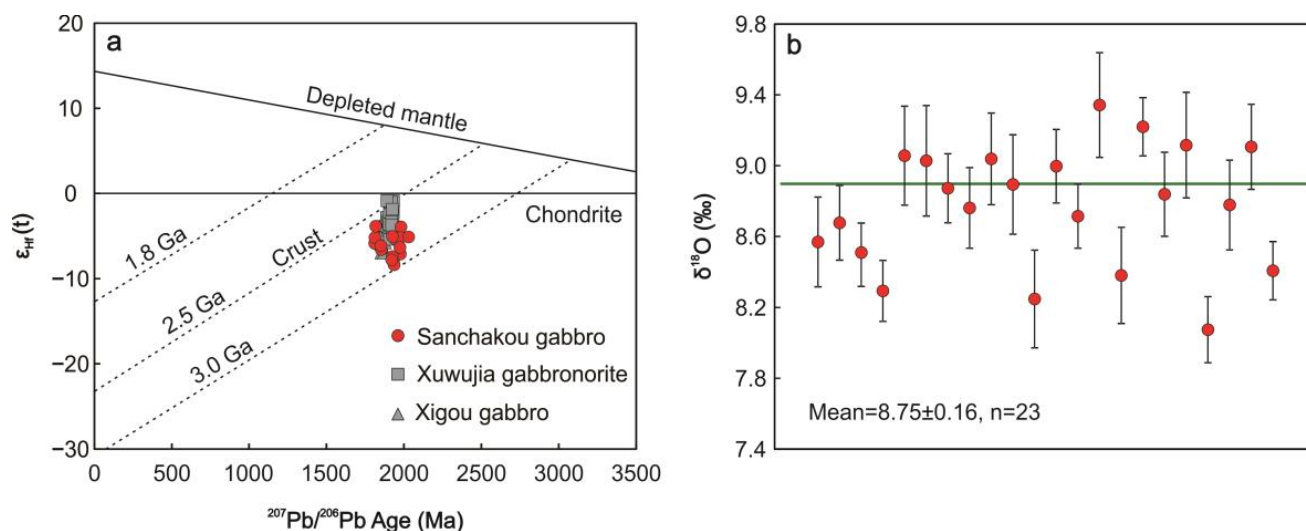 a
20
10
0
−10
−20
−30
εHf(t)
Depleted mantle
Chondrite
Crust
1.8 Ga
2.5 Ga
3.0 Ga
Sanchakou gabbro
Xuwujia gabbronorite
Xigou gabbro
0 500 1000 1500 2000 2500 3000 3500
²⁰⁷Pb/²⁰⁶Pb Age (Ma)
b
9.8
9.4
9.0
8.6
8.2
7.8
7.4
δ¹⁸O (‰)
Mean=8.75±0.16, n=23